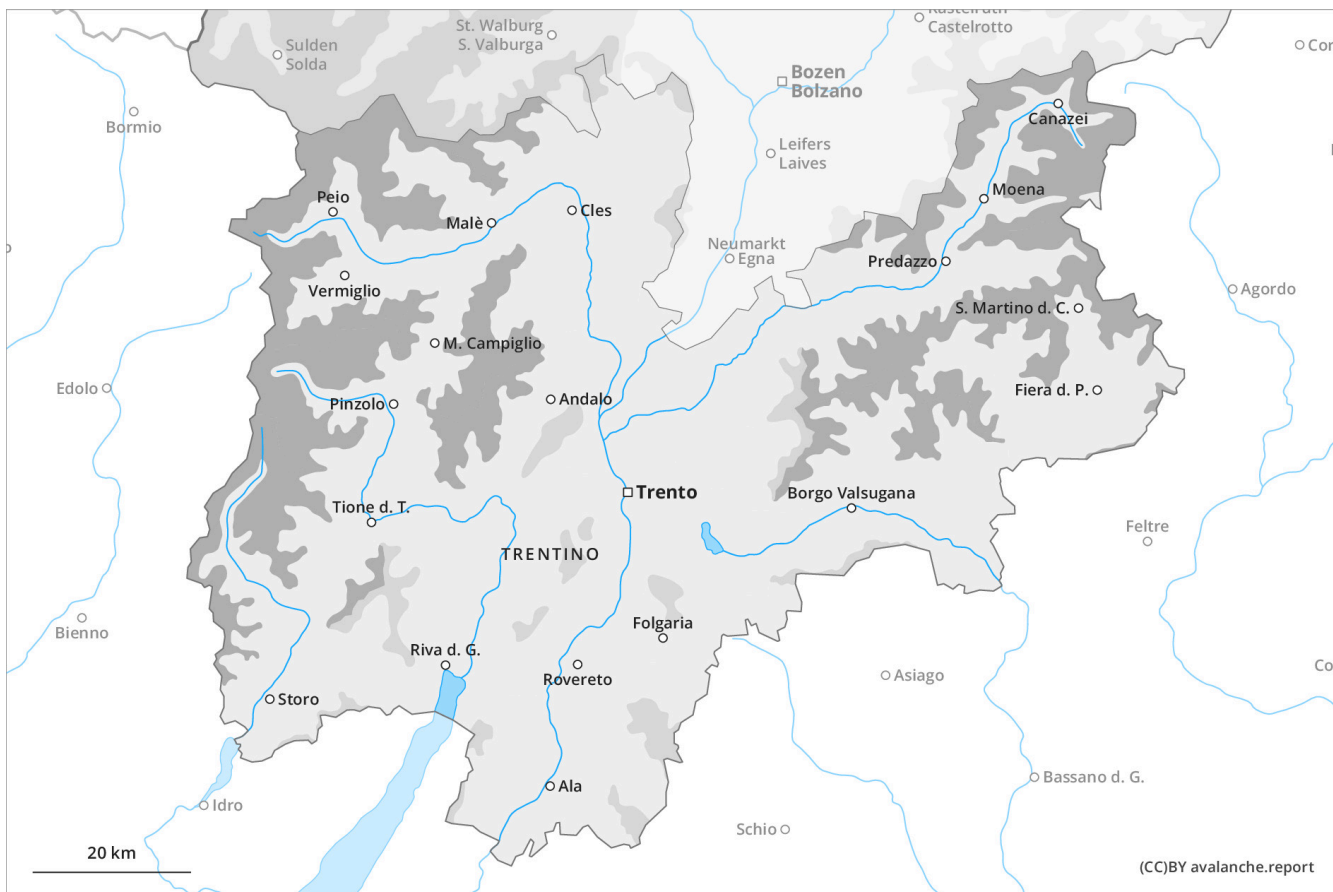 Kastelruth
Castelrotto
St. Walburg
S. Valburga
Sulden
Solda
Cor
Bozen
Bolzano
Bormio
Canazei
Leifers
Laives
Moena
Peio
Malè
Cles
Neumarkt
Egna
Predazzo
Vermiglio
Agordo
S. Martino d. C.
M. Campiglio
Edolo
Pinzolo
Andalo
Fiera d. P.
Trento
Borgo Valsugana
Tione d. T.
Feltre
TRENTINO
Bienno
Folgaria
Riva d. G.
Rovereto
Asiago
Co
Storo
Ala
Bassano d. G.
Idro
Schio
20 km
(CC)BY avalanche.report